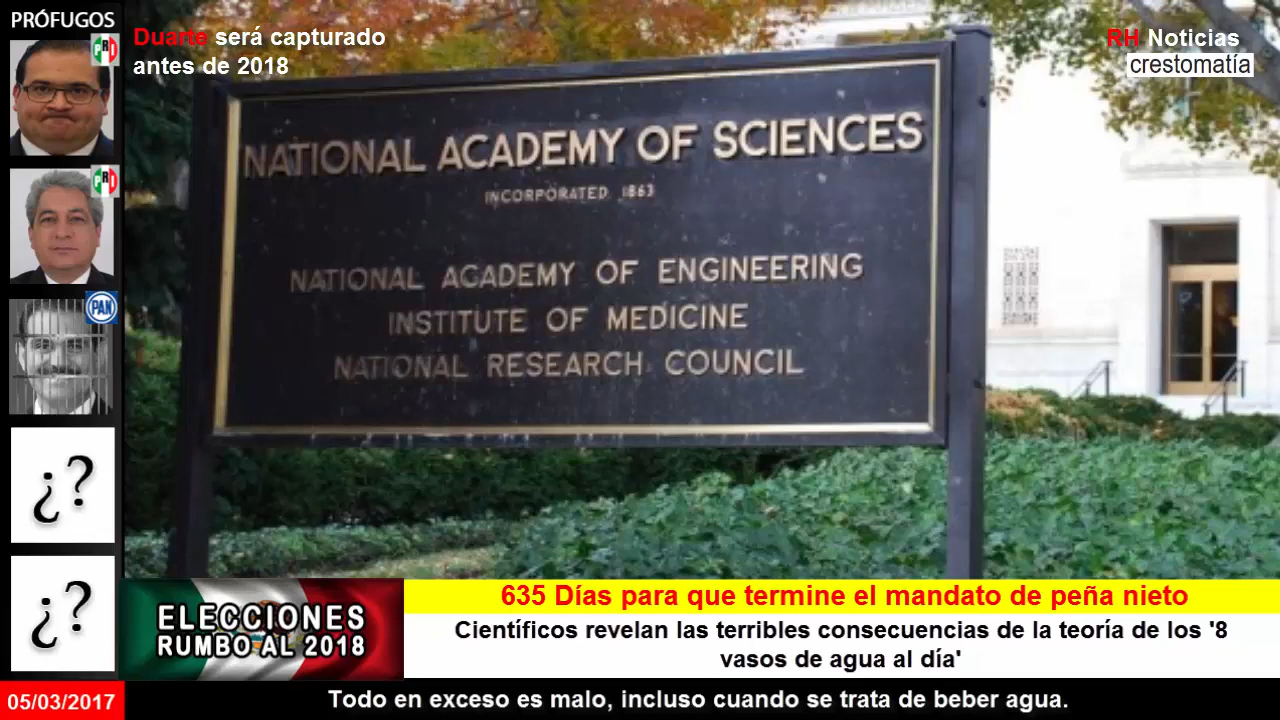 PRÓFUGOS
PRI
PRI
PAN
¿?
¿?
05/03/2017
Duarte será capturado
antes de 2018
RH Noticias
crestomatía
NATIONAL ACADEMY OF SCIENCES
INCORPORATED 1863
NATIONAL ACADEMY OF ENGINEERING
INSTITUTE OF MEDICINE
NATIONAL RESEARCH COUNCIL
ELECCIONES
RUMBO AL 2018
635 Días para que termine el mandato de peña nieto
Científicos revelan las terribles consecuencias de la teoría de los '8
vasos de agua al día'
Todo en exceso es malo, incluso cuando se trata de beber agua.